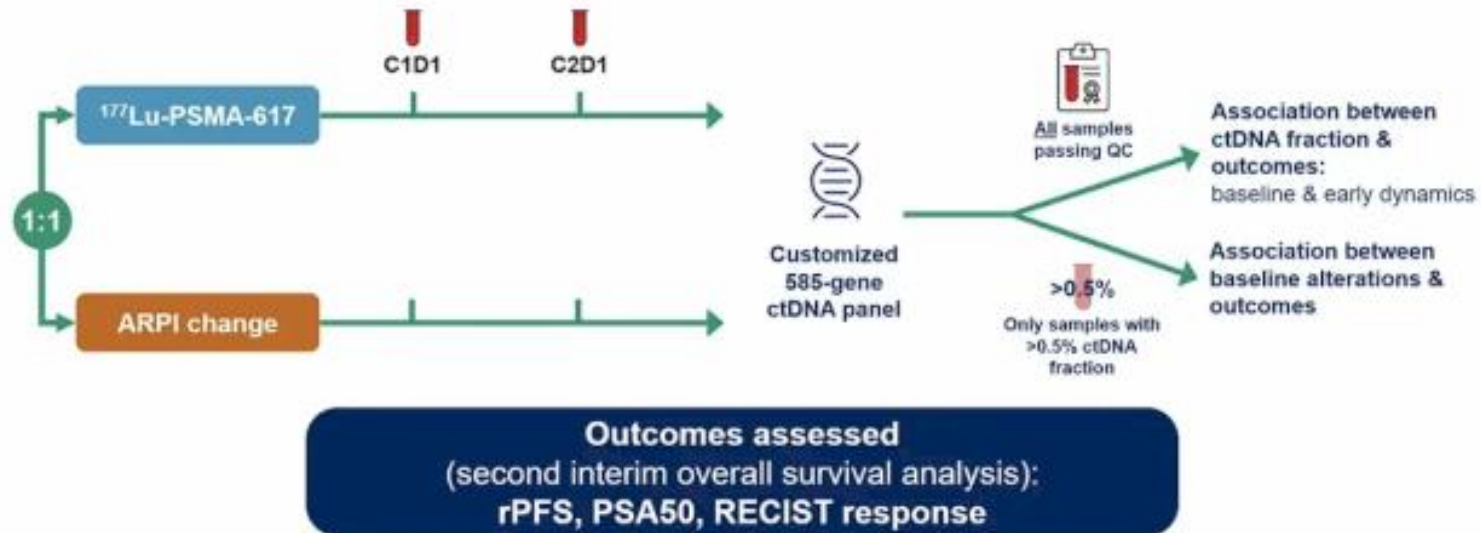 C1D1
C2D1
¹⁷⁷Lu-PSMA-617
1:1
ARPI change
Customized
585-gene
ctDNA panel
All samples
passing QC
>0.5%
Only samples with
>0.5% ctDNA
fraction
Association between
ctDNA fraction &
outcomes:
baseline & early dynamics
Association between
baseline alterations &
outcomes
Outcomes assessed
(second interim overall survival analysis):
rPFS, PSA50, RECIST response